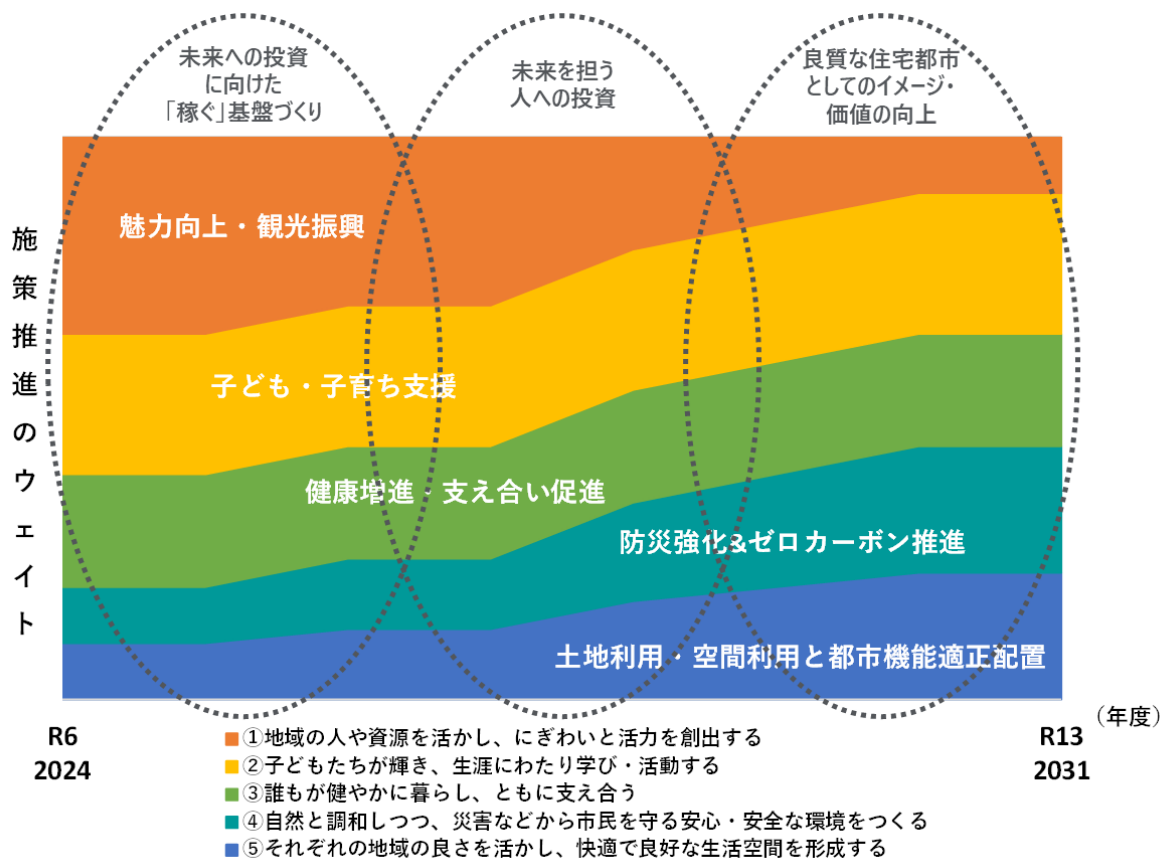 未来への投資
に向けた
「稼ぐ」基盤づくり
未来を担う
人への投資
良質な住宅都市
としてのイメージ・
価値の向上
施策推進のウェイト
魅力向上・観光振興
子ども・子育ち支援
健康増進・支え合い促進
防災強化&ゼロカーボン推進
土地利用・空間利用と都市機能適正配置
（年度）
R6
2024
R13
2031
①地域の人や資源を活かし、にぎわいと活力を創出する
②子どもたちが輝き、生涯にわたり学び・活動する
③誰もが健やかに暮らし、ともに支え合う
④自然と調和しつつ、災害などから市民を守る安心・安全な環境をつくる
⑤それぞれの地域の良さを活かし、快適で良好な生活空間を形成する